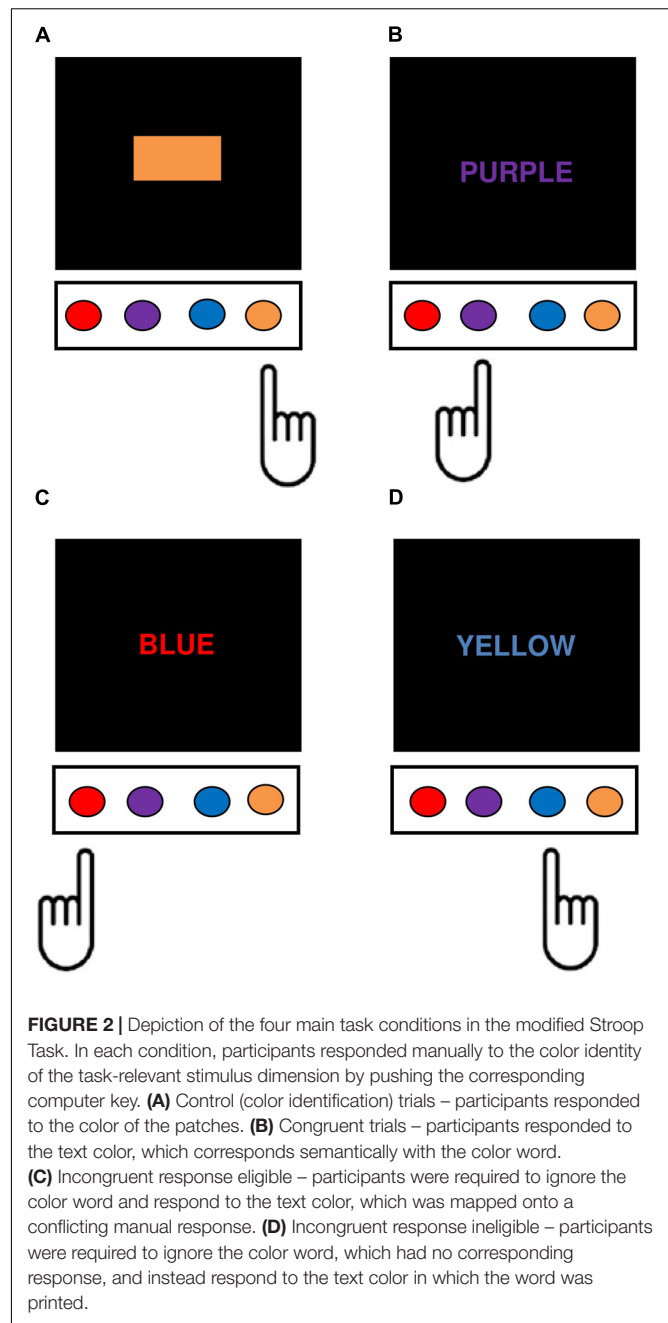 A
B
PURPLE
C
D
BLUE
YELLOW
FIGURE 2 | Depiction of the four main task conditions in the modified Stroop
Task. In each condition, participants responded manually to the color identity
of the task-relevant stimulus dimension by pushing the corresponding
computer key. (A) Control (color identification) trials – participants responded
to the color of the patches. (B) Congruent trials – participants responded to
the text color, which corresponds semantically with the color word.
(C) Incongruent response eligible – participants were required to ignore the
color word and respond to the text color, which was mapped onto a
conflicting manual response. (D) Incongruent response ineligible – participants
were required to ignore the color word, which had no corresponding
response, and instead respond to the text color in which the word was
printed.